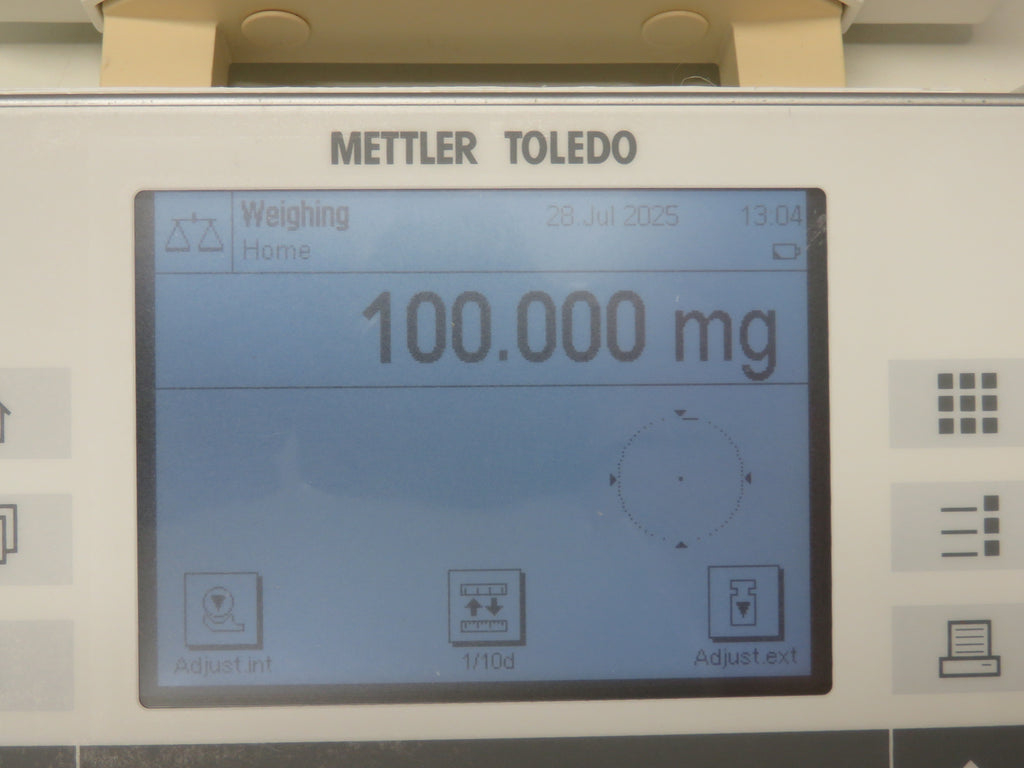 METTLER TOLEDO
Weighing 28.Jul 2025 13.04
Home
100.000 mg
Adjust.int 1/10d Adjust.ext